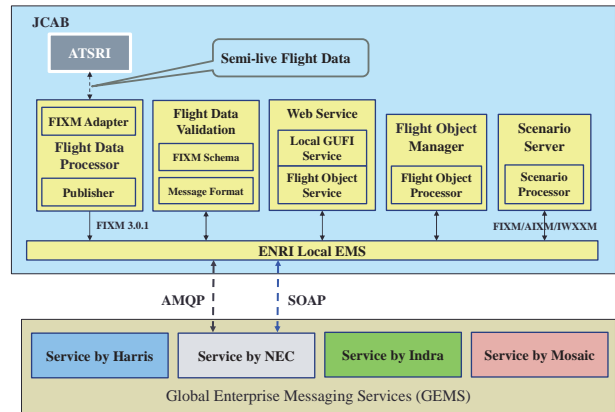 JCAB
ATSRI
Semi-live Flight Data
FIXM Adapter
Flight Data
Processor
Publisher
Flight Data
Validation
FIXM Schema
Message Format
Web Service
Local GUFI
Service
Flight Object
Service
Flight Object
Manager
Flight Object
Processor
Scenario
Server
Scenario
Processor
FIXM 3.0.1
FIXM/AIXM/IWXXM
ENRI Local EMS
AMQP
SOAP
Service by Harris
Service by NEC
Service by Indra
Service by Mosaic
Global Enterprise Messaging Services (GEMS)